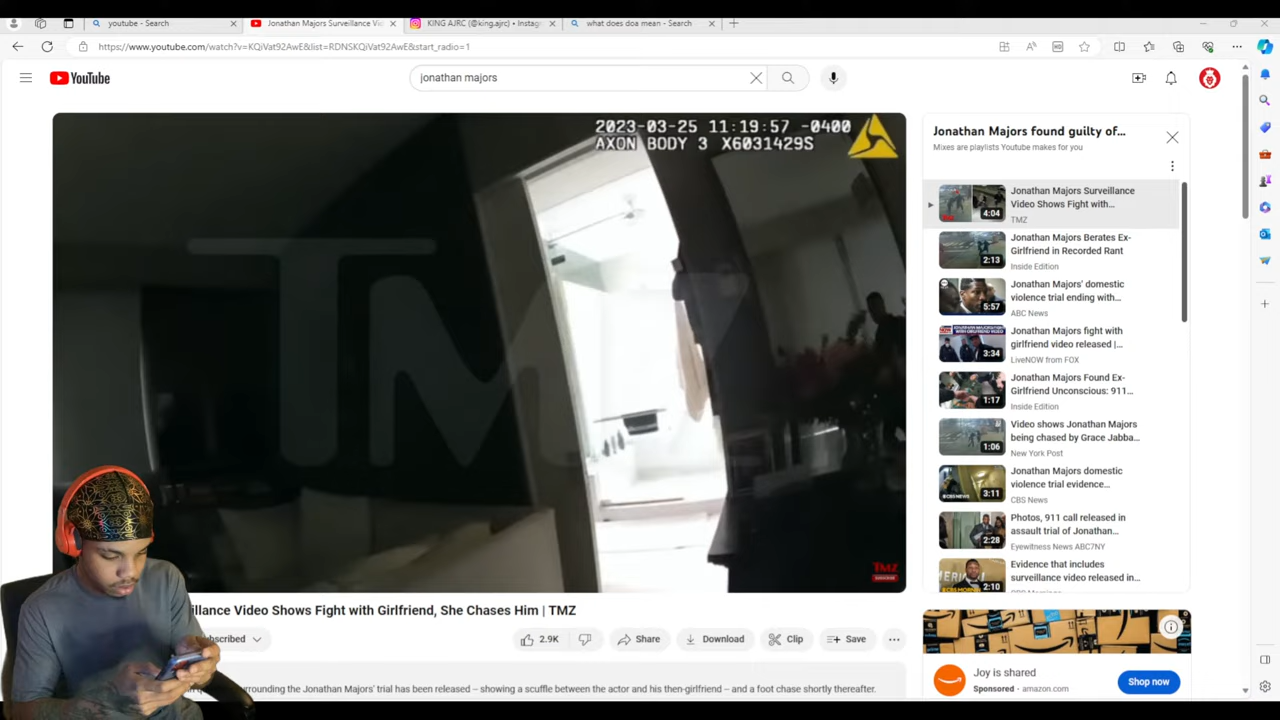 youtube - Search
Jonathan Majors Surveillance Vid
KING AJRC (@king.ajrc) • Instag
what does doa mean - Search
https://www.youtube.com/watch?v=KQiVat92AwE&list=RDNSKQiVat92AwE&start_radio=1
YouTube
jonathan majors
2023-03-25 11:19:57 -0400
AXON BODY 3 X6031429S
TM
TMZ
SUBSCRIBE
Jonathan Majors found guilty of...
Mixes are playlists Youtube makes for you
4:04
Jonathan Majors Surveillance
Video Shows Fight with...
TMZ
2:13
Jonathan Majors Berates Ex-
Girlfriend in Recorded Rant
Inside Edition
5:57
Jonathan Majors' domestic
violence trial ending with...
ABC News
3:34
Jonathan Majors fight with
girlfriend video released |...
LiveNOW from FOX
1:17
Jonathan Majors Found Ex-
Girlfriend Unconscious: 911...
Inside Edition
1:06
Video shows Jonathan Majors
being chased by Grace Jabba...
New York Post
3:11
Jonathan Majors domestic
violence trial evidence...
CBS News
2:28
Photos, 911 call released in
assault trial of Jonathan...
Eyewitness News ABC7NY
2:10
Evidence that includes
surveillance video released in...
illance Video Shows Fight with Girlfriend, She Chases Him | TMZ
bscribed
2.9K
Share
Download
Clip
Save
urrounding the Jonathan Majors' trial has been released -- showing a scuffle between the actor and his then-girlfriend -- and a foot chase shortly thereafter.
Joy is shared
Sponsored • amazon.com
Shop now